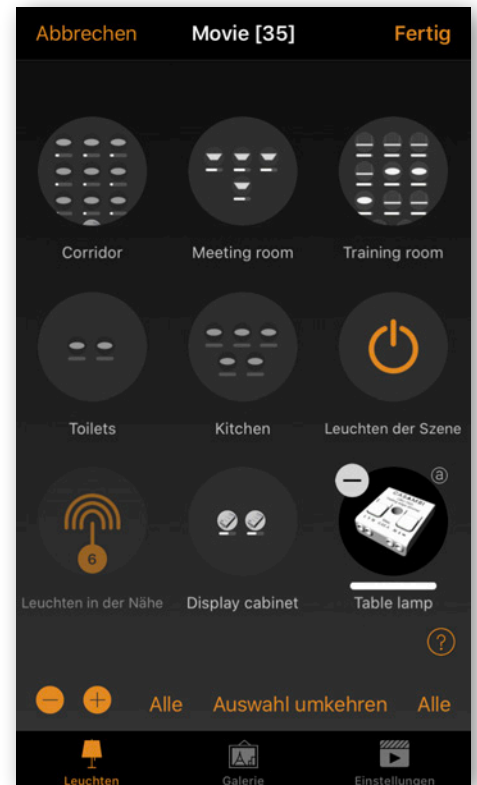 Abbrechen Movie [35] Fertig
Corridor Meeting room Training room
Toilets Kitchen Leuchten der Szene
6
a
CASAMBI
Leuchten in der Nähe Display cabinet Table lamp
?
Alle Auswahl umkehren Alle
Leuchten Galerie Einstellungen